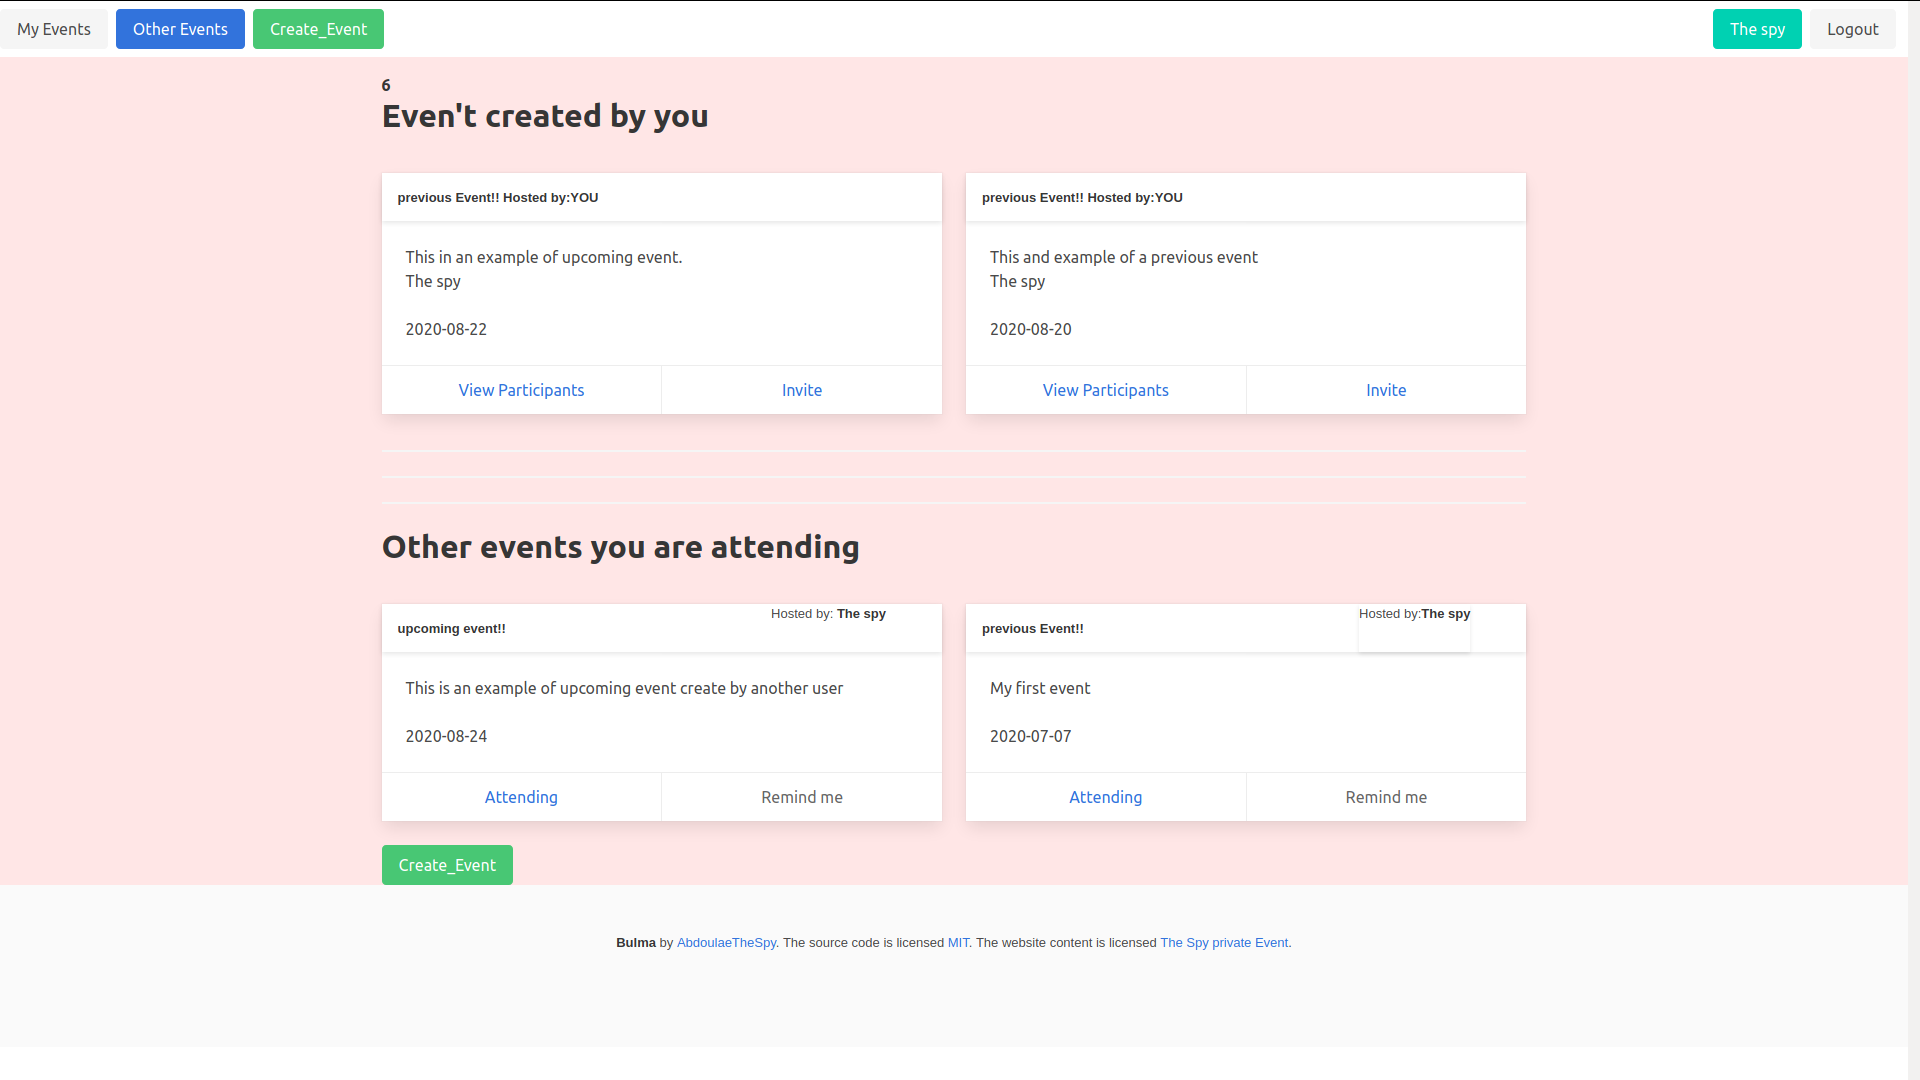 My Events Other Events Create_Event The spy Logout
6
Even't created by you
previous Event!! Hosted by:YOU
This in an example of upcoming event.
The spy
2020-08-22
View Participants Invite
previous Event!! Hosted by:YOU
This and example of a previous event
The spy
2020-08-20
View Participants Invite
Other events you are attending
upcoming event!! Hosted by: The spy
This is an example of upcoming event create by another user
2020-08-24
Attending Remind me
previous Event!! Hosted by:The spy
My first event
2020-07-07
Attending Remind me
Create_Event
Bulma by AbdoulaeTheSpy. The source code is licensed MIT. The website content is licensed The Spy private Event.